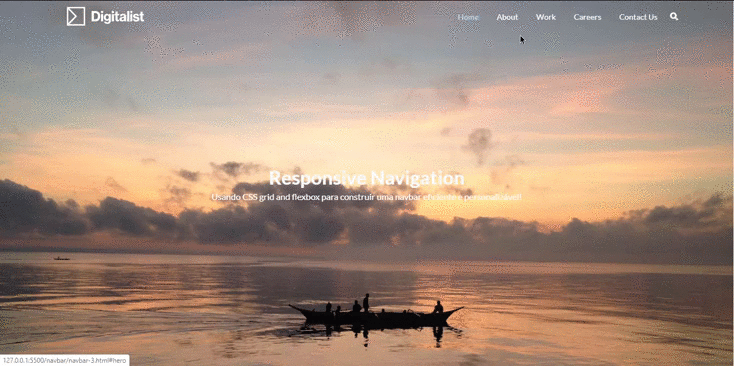 Digitalist
Home About Work Careers Contact Us
Responsive Navigation
Usando CSS grid and flexbox para construir uma navbar eficiente e personalizável!
127.0.0.1:5500/navbar/navbar-3.html#hero